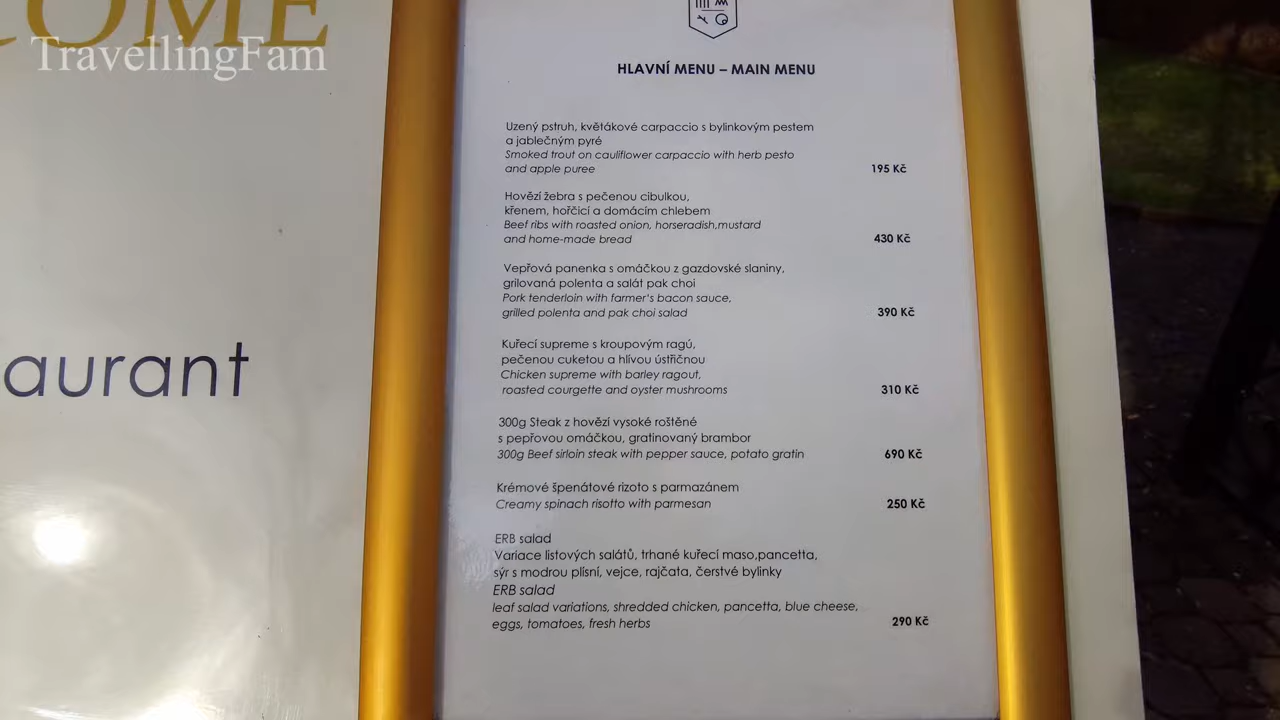 OME
TravellingFam
aurant
HLAVNÍ MENU – MAIN MENU
Uzený pstruh, květákové carpaccio s bylinkovým pestem
a jablečným pyré
Smoked trout on cauliflower carpaccio with herb pesto
and apple puree 195 Kč
Hovězí žebra s pečenou cibulkou,
křenem, hořčicí a domácím chlebem
Beef ribs with roasted onion, horseradish,mustard
and home-made bread 430 Kč
Vepřová panenka s omáčkou z gazdovské slaniny,
grilovaná polenta a salát pak choi
Pork tenderloin with farmer's bacon sauce,
grilled polenta and pak choi salad 390 Kč
Kuřecí supreme s kroupovým ragú,
pečenou cuketou a hlívou ústřičnou
Chicken supreme with barley ragout,
roasted courgette and oyster mushrooms 310 Kč
300g Steak z hovězí vysoké roštěné
s pepřovou omáčkou, gratinovaný brambor
300g Beef sirloin steak with pepper sauce, potato gratin 690 Kč
Krémové špenátové rizoto s parmazánem
Creamy spinach risotto with parmesan 250 Kč
ERB salad
Variace listových salátů, trhané kuřecí maso,pancetta,
sýr s modrou plísní, vejce, rajčata, čerstvé bylinky
ERB salad
leaf salad variations, shredded chicken, pancetta, blue cheese,
eggs, tomatoes, fresh herbs 290 Kč